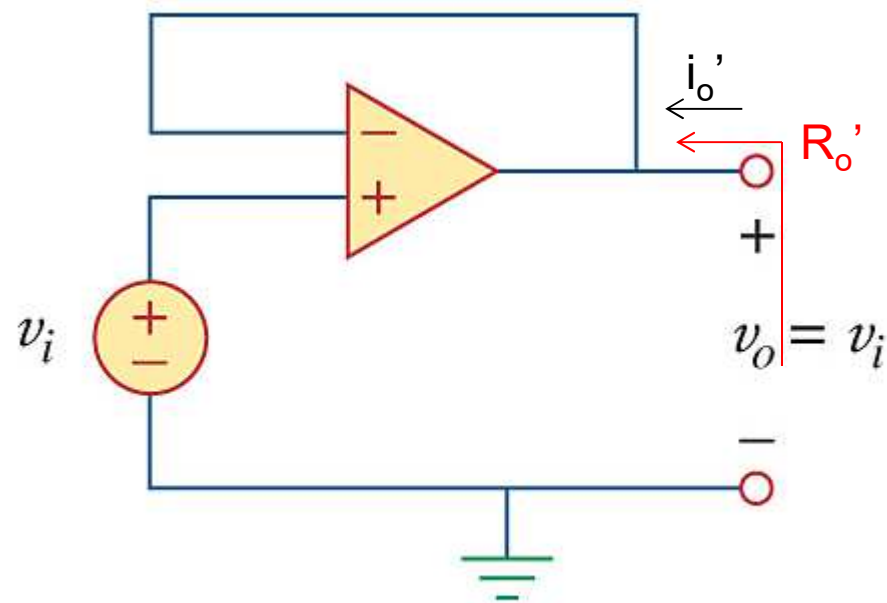 iₒ’
Rₒ’
−
+
+
+
−
vᵢ
vₒ = vᵢ
−